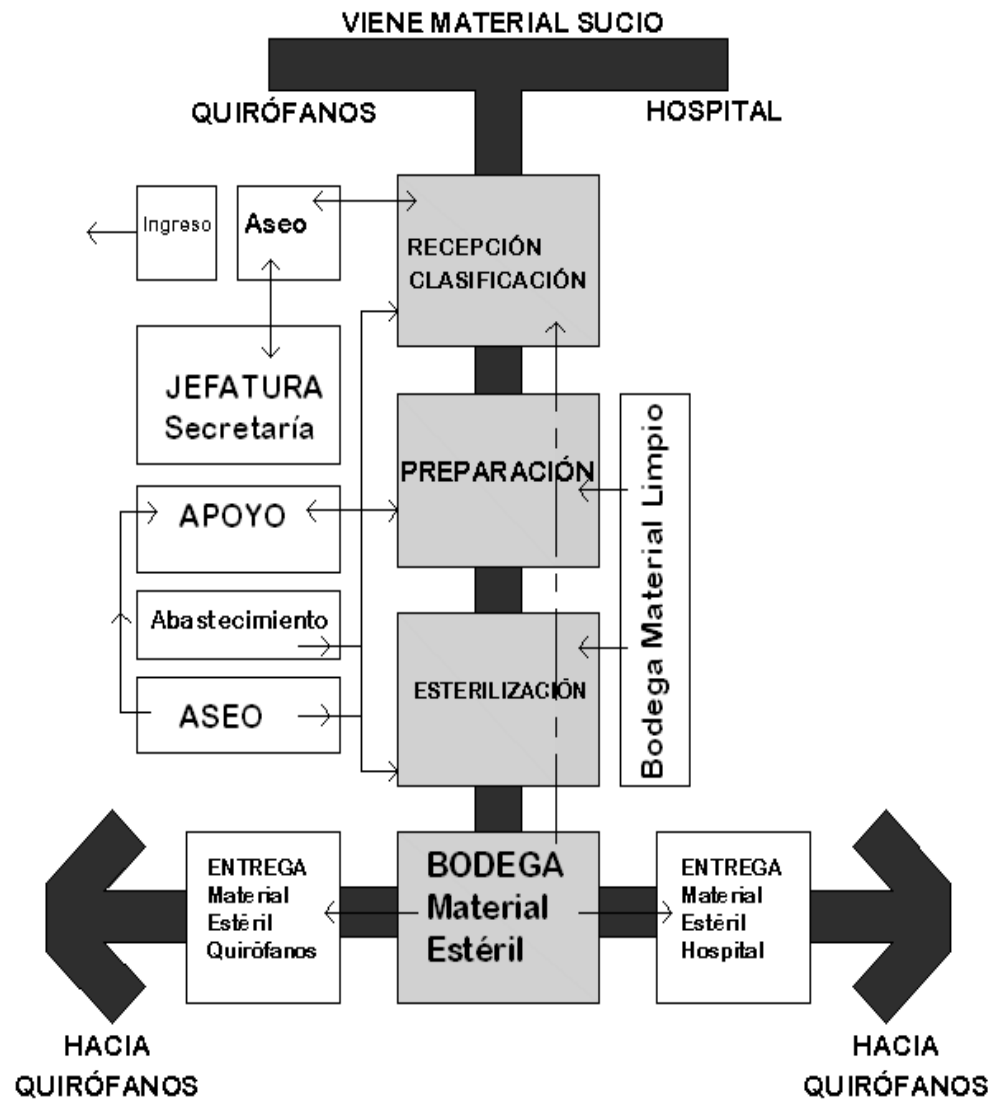 VIENE MATERIAL SUCIO
QUIRÓFANOS
HOSPITAL
Ingreso
Aseo
RECEPCIÓN
CLASIFICACIÓN
JEFATURA
Secretaría
PREPARACIÓN
Bodega Material Limpio
APOYO
Abastecimiento
ESTERILIZACIÓN
ASEO
ENTREGA
Material
Estéril
Quirófanos
BODEGA
Material
Estéril
ENTREGA
Material
Estéril
Hospital
HACIA
QUIRÓFANOS
HACIA
QUIRÓFANOS